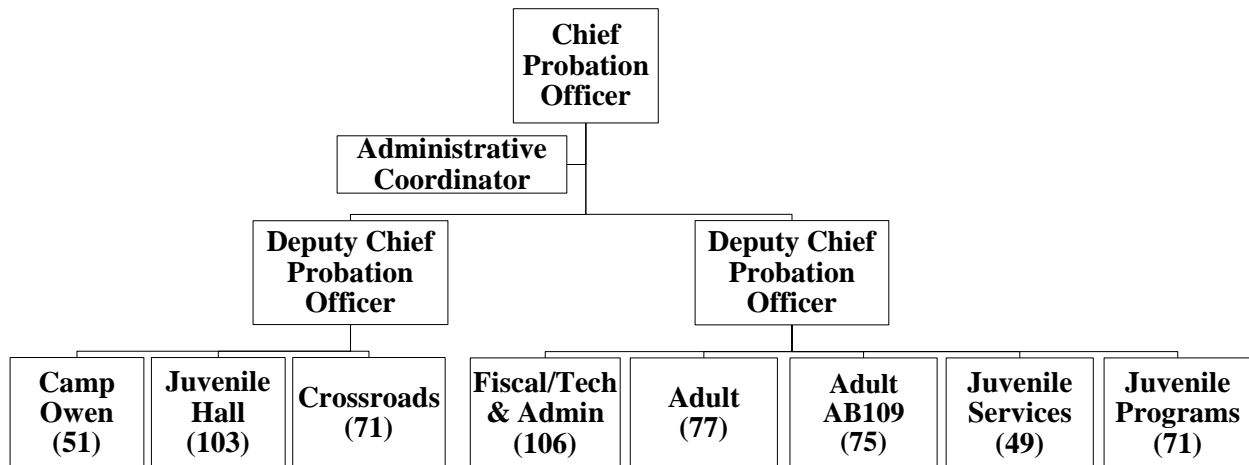 Chief
Probation
Officer
Administrative
Coordinator
Deputy Chief
Probation
Officer
Deputy Chief
Probation
Officer
Camp
Owen
(51)
Juvenile
Hall
(103)
Crossroads
(71)
Fiscal/Tech
& Admin
(106)
Adult
(77)
Adult
AB109
(75)
Juvenile
Services
(49)
Juvenile
Programs
(71)